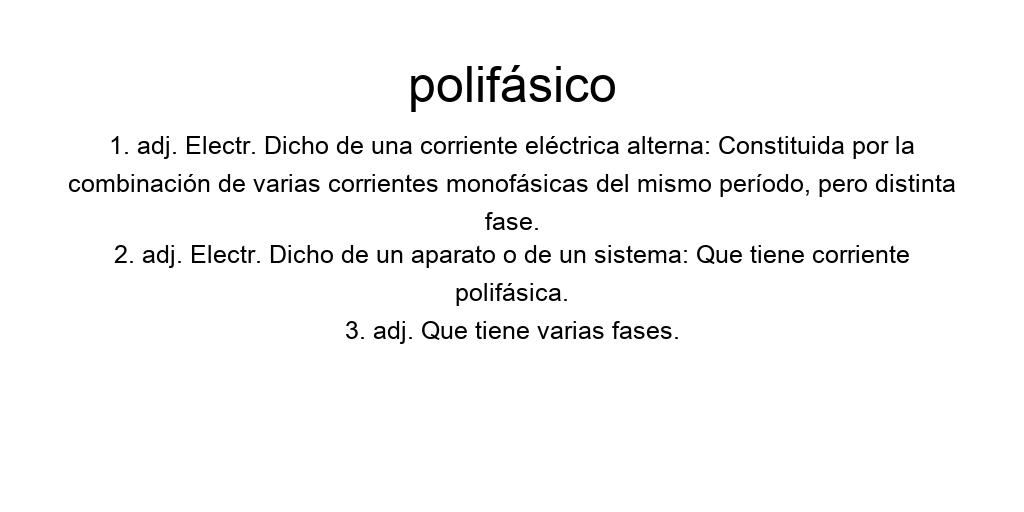 polifásico
1. adj. Electr. Dicho de una corriente eléctrica alterna: Constituida por la
combinación de varias corrientes monofásicas del mismo período, pero distinta
fase.
2. adj. Electr. Dicho de un aparato o de un sistema: Que tiene corriente
polifásica.
3. adj. Que tiene varias fases.